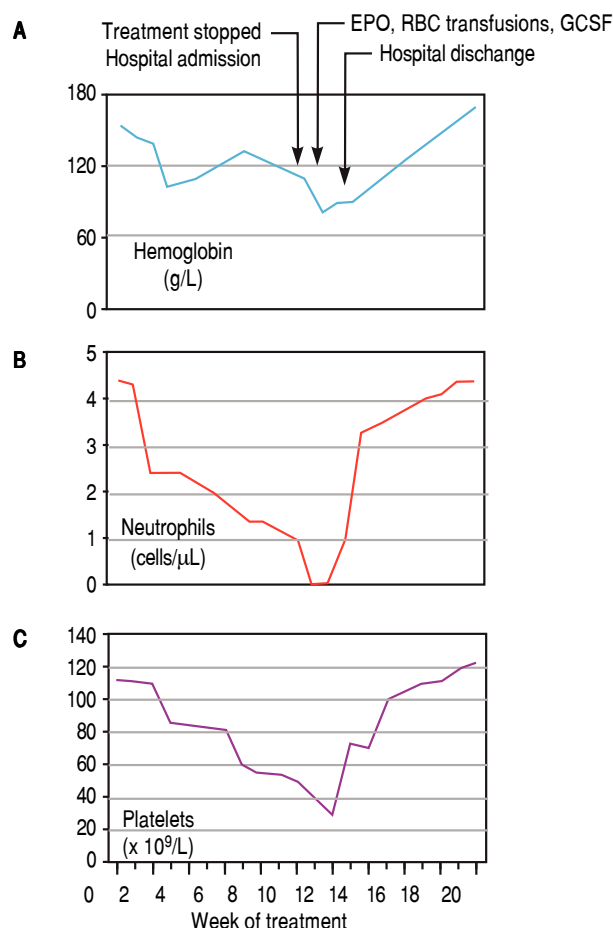 A
Treatment stopped
Hospital admission
EPO, RBC transfusions, GCSF
Hospital dischange
180
120
60
0
Hemoglobin
(g/L)
B
5
4
3
2
1
0
Neutrophils
(cells/μL)
C
140
120
100
80
60
40
20
0
Platelets
(x 10⁹/L)
0 2 4 6 8 10 12 14 16 18 20
Week of treatment